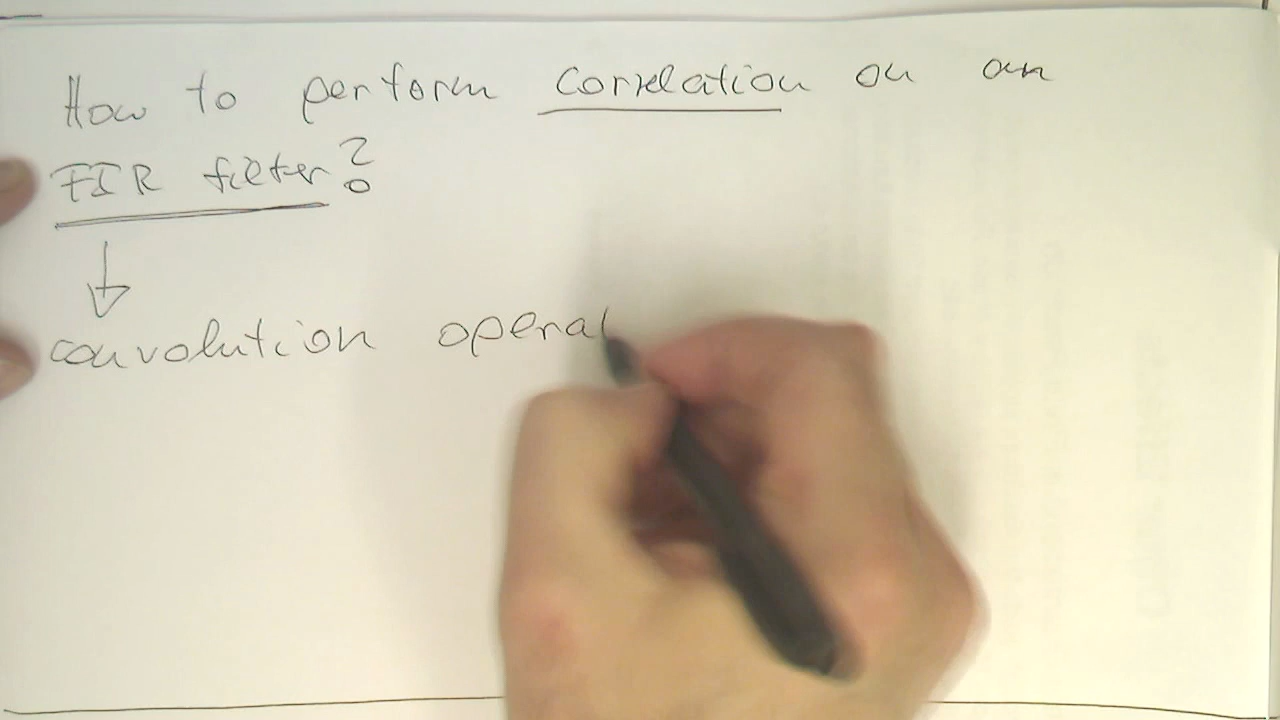 How to perform correlation on an
FIR filter?
convolution operat